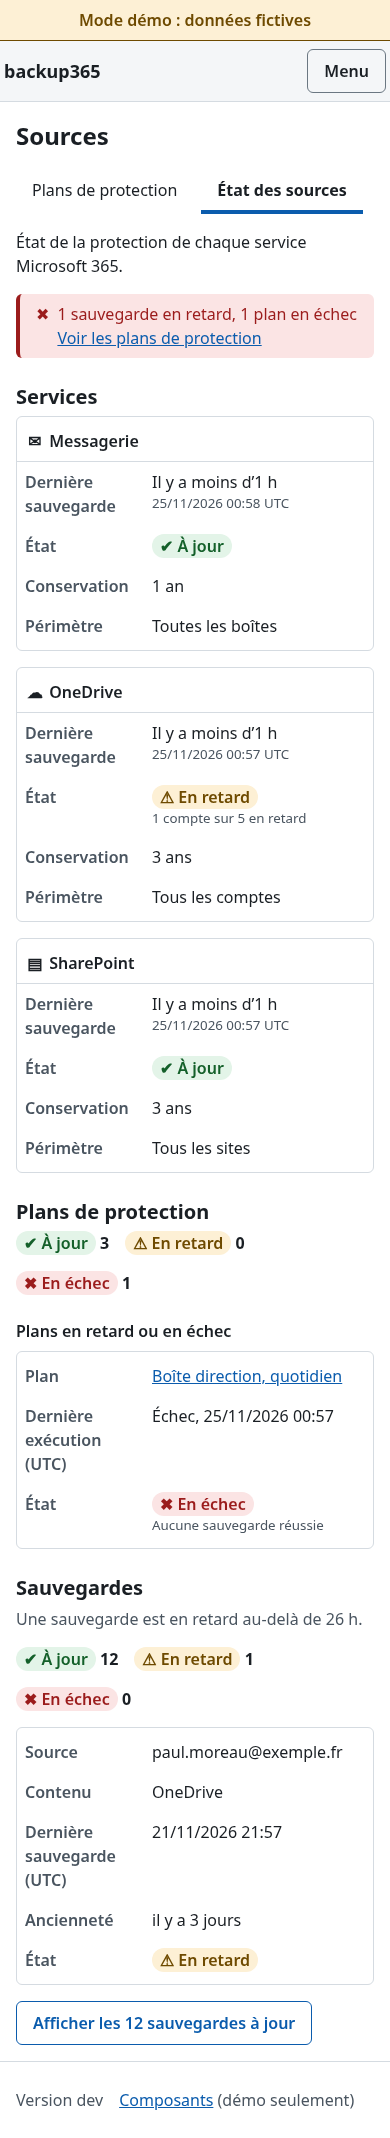 Mode démo : données fictives
backup365
Menu
Sources
Plans de protection
État des sources
État de la protection de chaque service
Microsoft 365.
✖ 1 sauvegarde en retard, 1 plan en échec
Voir les plans de protection
Services
✉ Messagerie
Dernière
sauvegarde
Il y a moins d’1 h
25/11/2026 00:58 UTC
État
✔ À jour
Conservation
1 an
Périmètre
Toutes les boîtes
☁ OneDrive
Dernière
sauvegarde
Il y a moins d’1 h
25/11/2026 00:57 UTC
État
⚠ En retard
1 compte sur 5 en retard
Conservation
3 ans
Périmètre
Tous les comptes
▤ SharePoint
Dernière
sauvegarde
Il y a moins d’1 h
25/11/2026 00:57 UTC
État
✔ À jour
Conservation
3 ans
Périmètre
Tous les sites
Plans de protection
✔ À jour 3 ⚠ En retard 0
✖ En échec 1
Plans en retard ou en échec
Plan
Boîte direction, quotidien
Dernière
exécution
(UTC)
Échec, 25/11/2026 00:57
État
✖ En échec
Aucune sauvegarde réussie
Sauvegardes
Une sauvegarde est en retard au-delà de 26 h.
✔ À jour 12 ⚠ En retard 1
✖ En échec 0
Source
paul.moreau@exemple.fr
Contenu
OneDrive
Dernière
sauvegarde
(UTC)
21/11/2026 21:57
Ancienneté
il y a 3 jours
État
⚠ En retard
Afficher les 12 sauvegardes à jour
Version dev Composants (démo seulement)